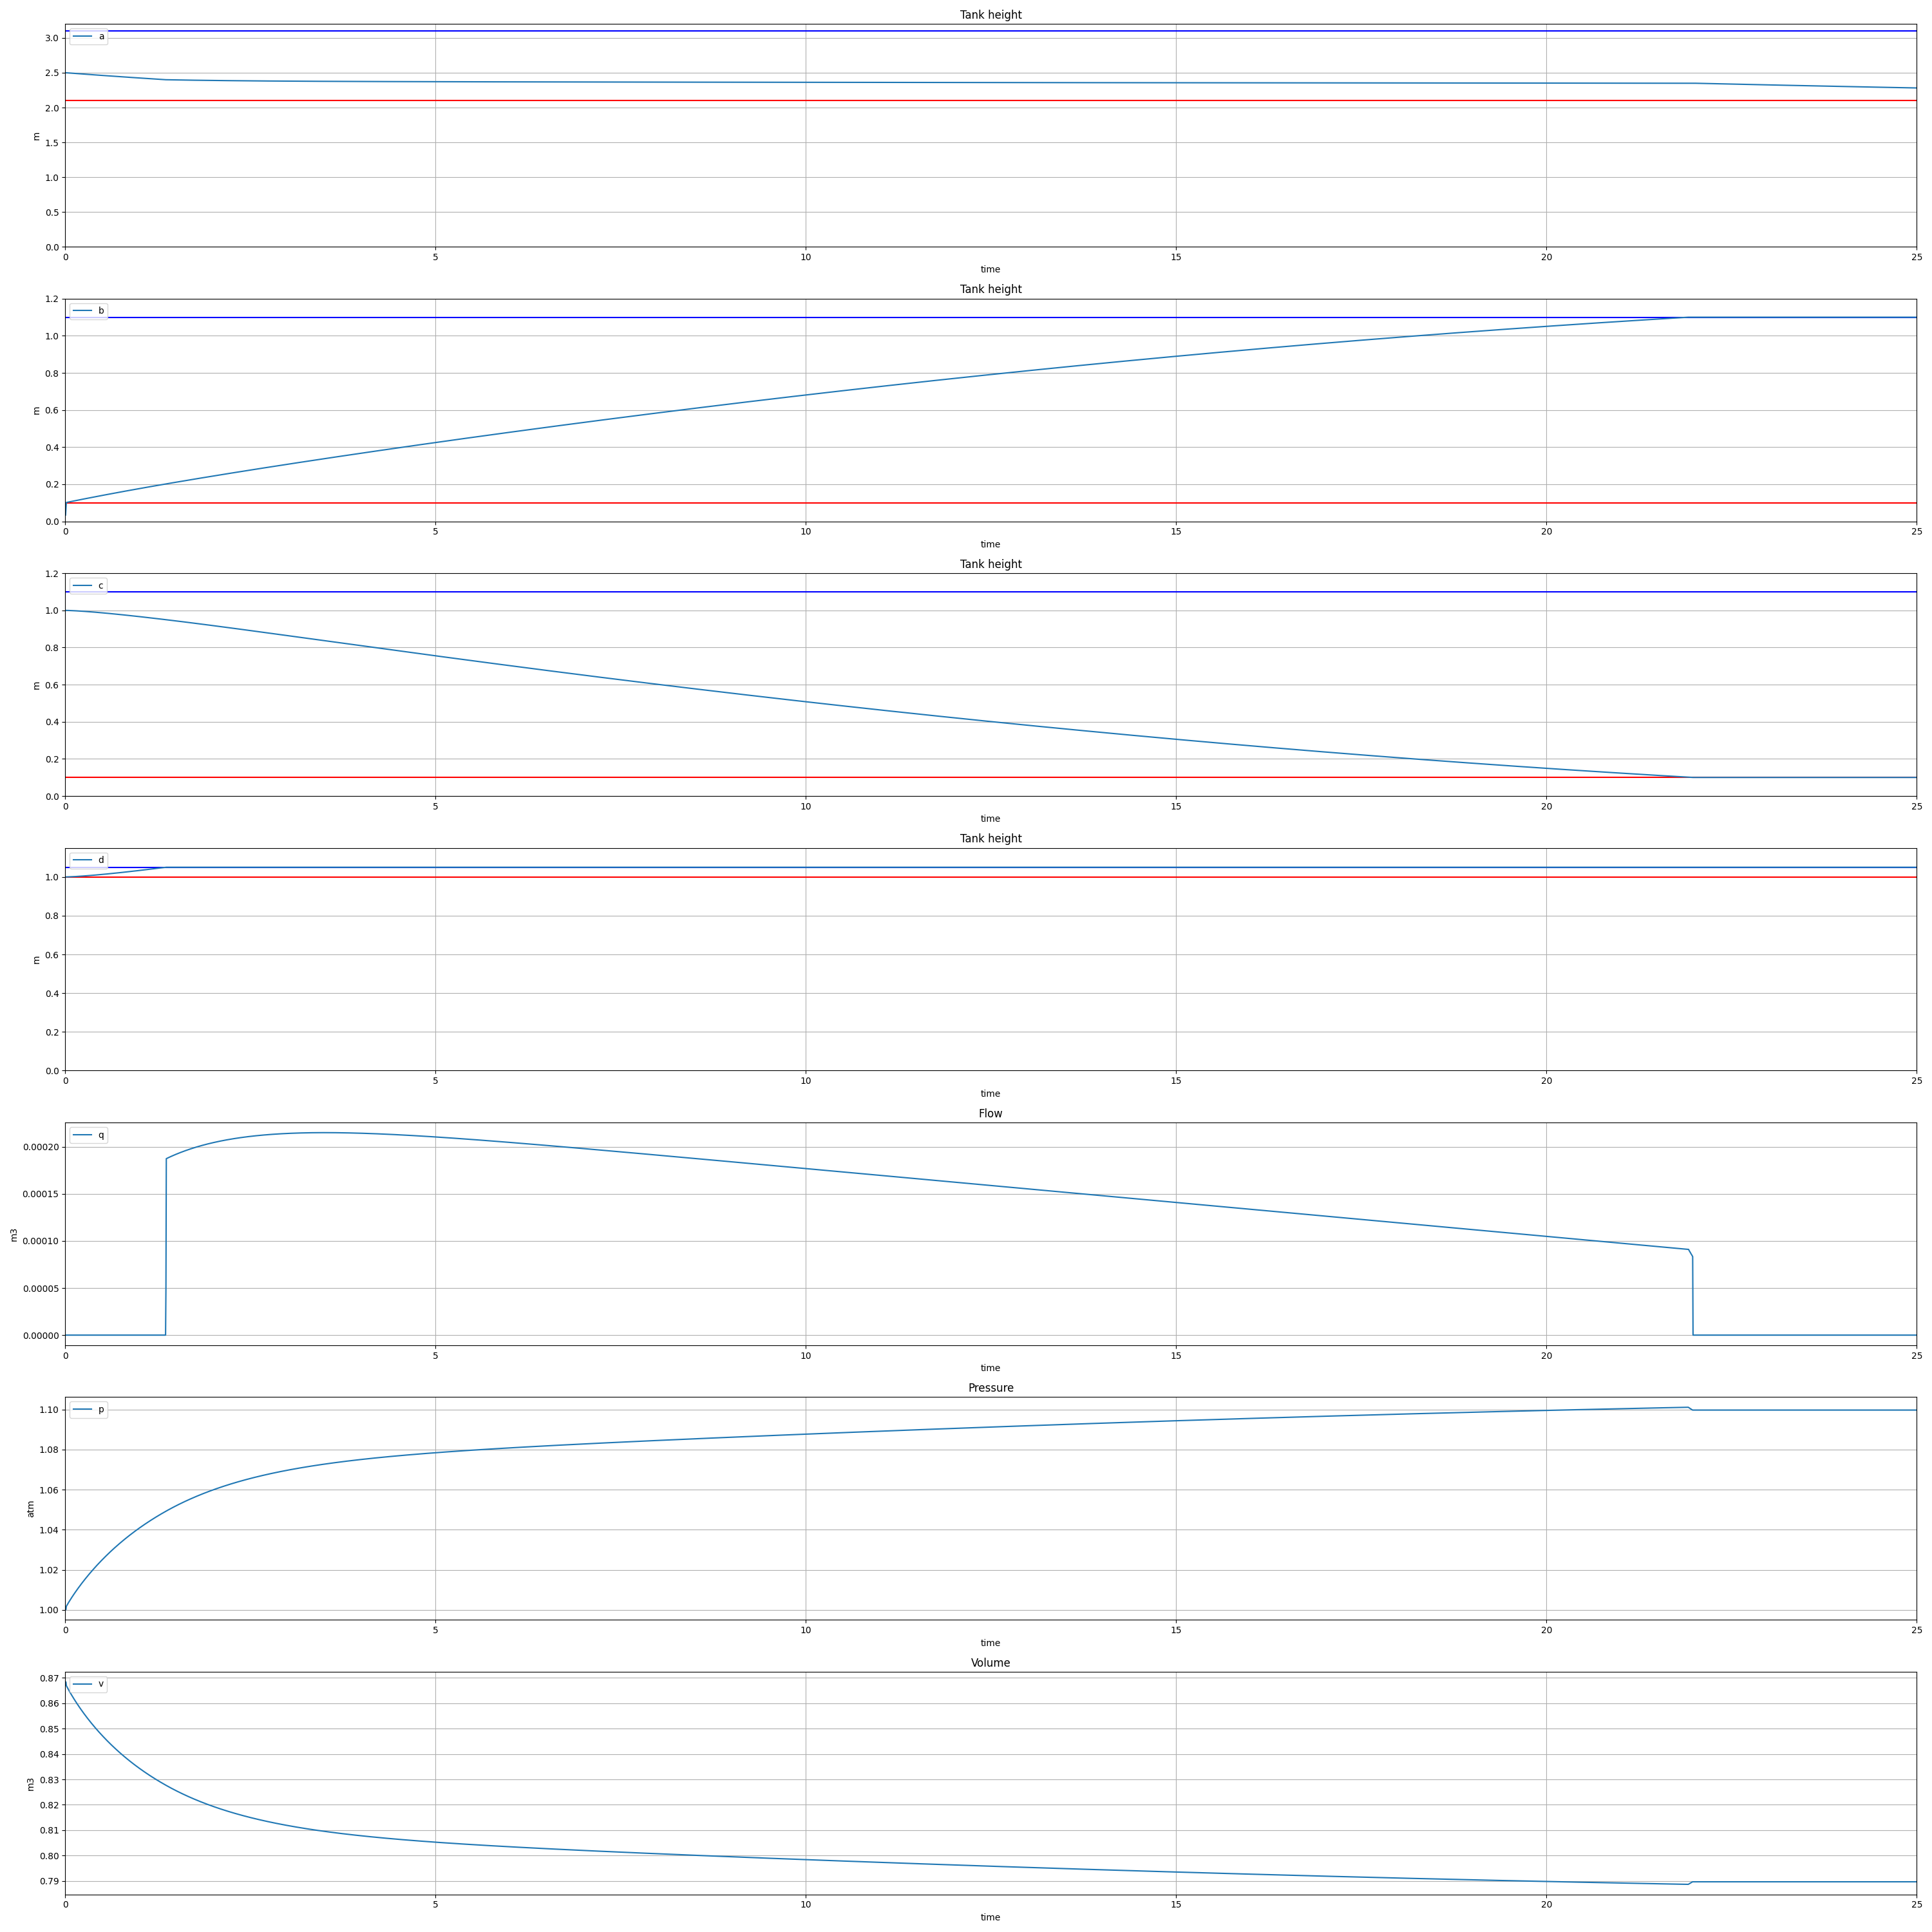 Tank height
a
3.0
2.5
2.0
1.5
1.0
0.5
0.0
m
0 5 10 15 20 25
time
Tank height
b
1.2
1.0
0.8
0.6
0.4
0.2
0.0
m
0 5 10 15 20 25
time
Tank height
c
1.2
1.0
0.8
0.6
0.4
0.2
0.0
m
0 5 10 15 20 25
time
Tank height
d
1.0
0.8
0.6
0.4
0.2
0.0
m
0 5 10 15 20 25
time
Flow
q
0.00020
0.00015
0.00010
0.00005
0.00000
m3
0 5 10 15 20 25
time
Pressure
p
1.10
1.08
1.06
1.04
1.02
1.00
atm
0 5 10 15 20 25
time
Volume
v
0.87
0.86
0.85
0.84
0.83
0.82
0.81
0.80
0.79
m3
0 5 10 15 20 25
time